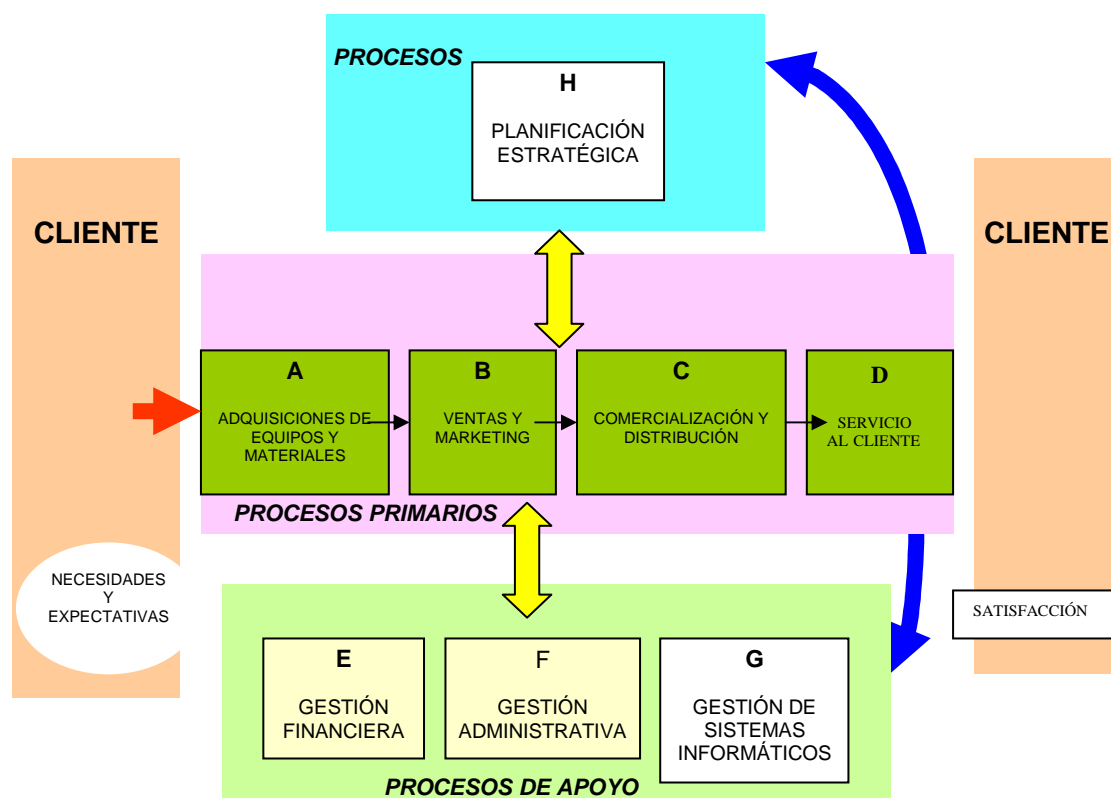 PROCESOS
H
PLANIFICACIÓN
ESTRATÉGICA
CLIENTE
CLIENTE
A
ADQUISICIONES DE
EQUIPOS Y
MATERIALES
B
VENTAS Y
MARKETING
C
COMERCIALIZACIÓN Y
DISTRIBUCIÓN
D
SERVICIO
AL CLIENTE
PROCESOS PRIMARIOS
NECESIDADES
Y
EXPECTATIVAS
SATISFACCIÓN
E
GESTIÓN
FINANCIERA
F
GESTIÓN
ADMINISTRATIVA
G
GESTIÓN DE
SISTEMAS
INFORMÁTICOS
PROCESOS DE APOYO